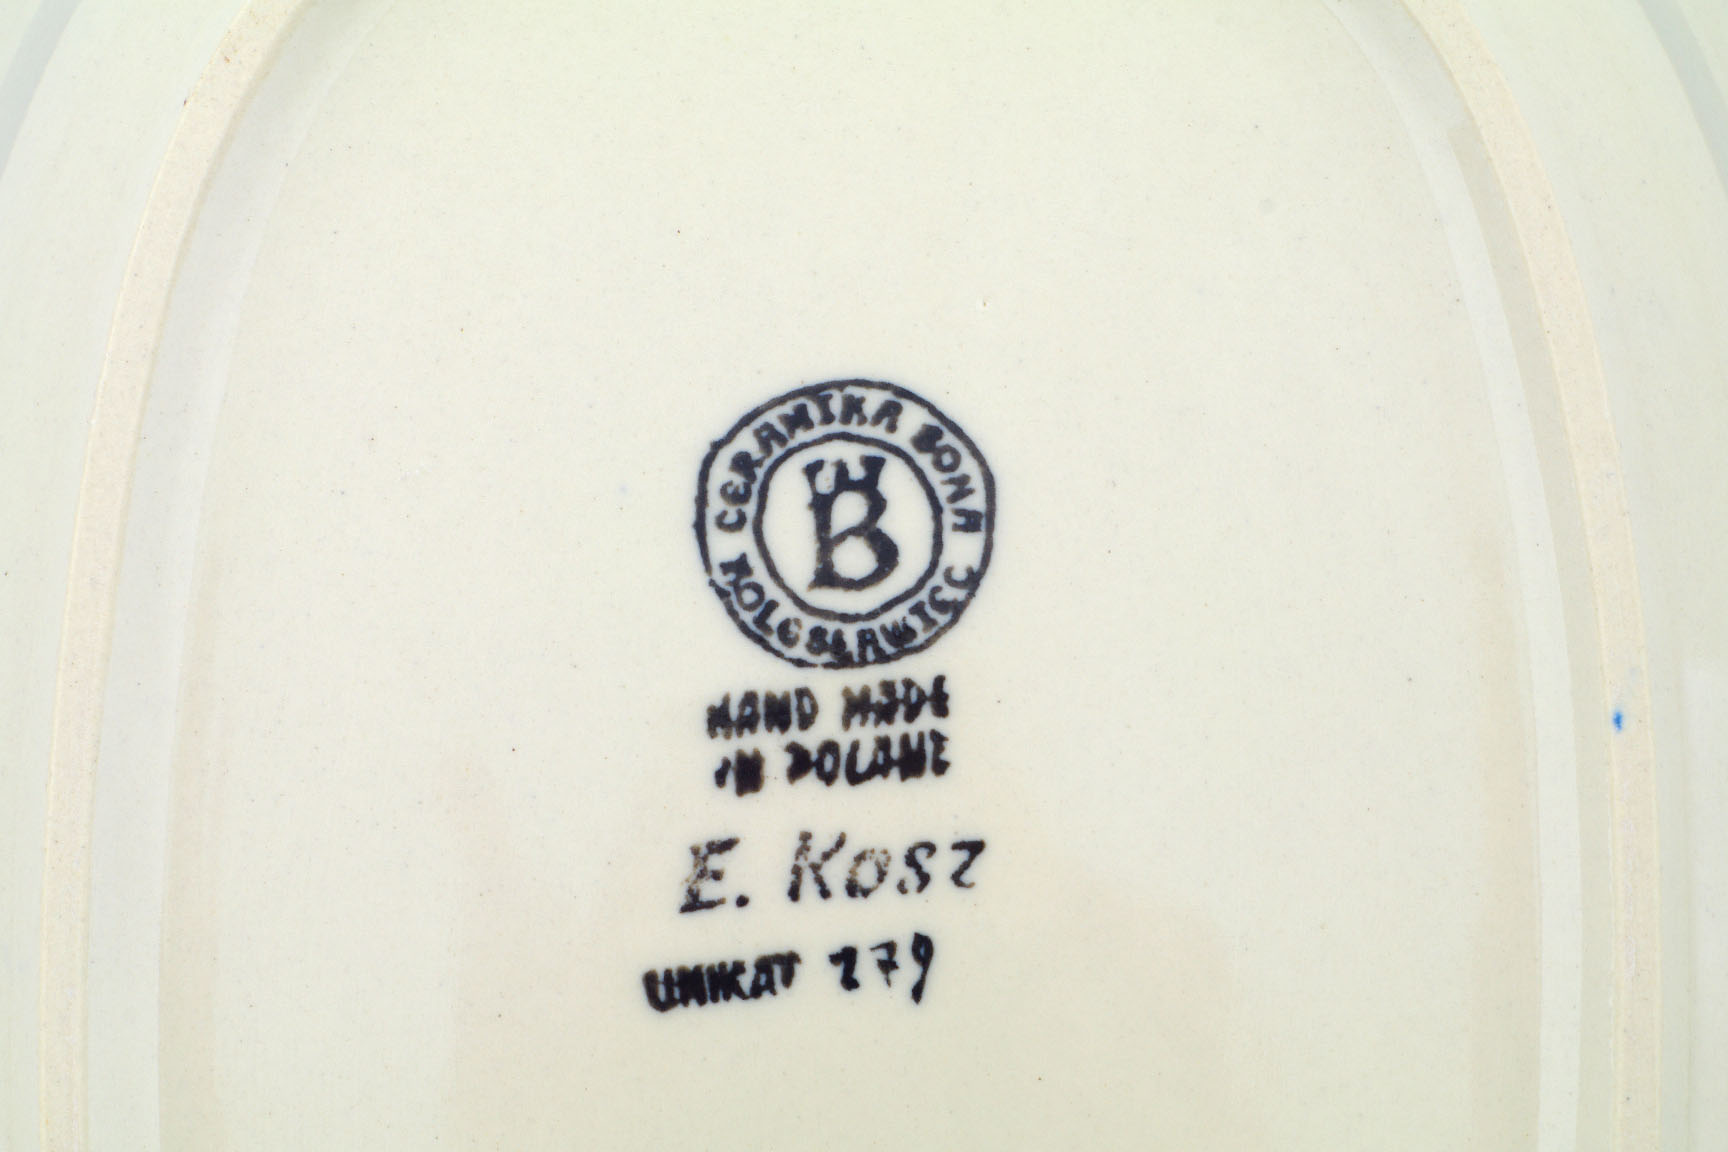 CERAMIKA BONA
BOLESŁAWIEC
B
HAND MADE
IN POLAND
E. Kosz
UNIKAT 279